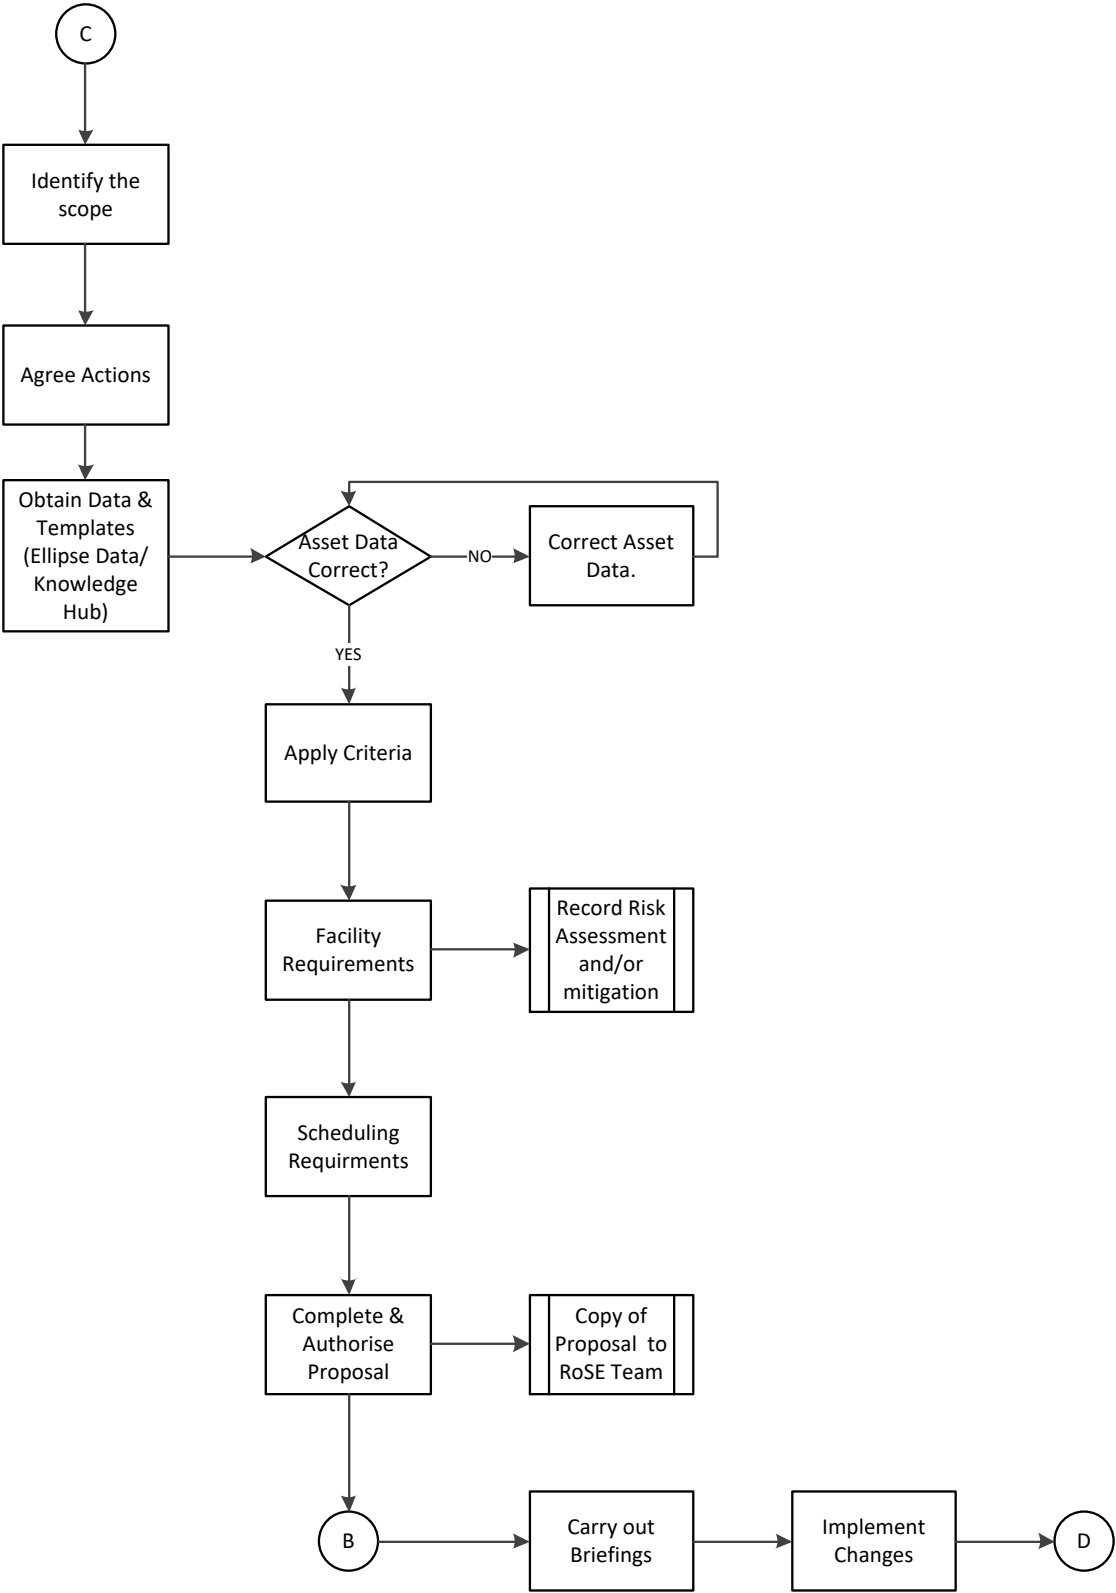 C
Identify the
scope
Agree Actions
Obtain Data &
Templates
(Ellipse Data/
Knowledge
Hub)
Asset Data
Correct?
NO
Correct Asset
Data.
YES
Apply Criteria
Facility
Requirements
Record Risk
Assessment
and/or
mitigation
Scheduling
Requirments
Complete &
Authorise
Proposal
Copy of
Proposal to
RoSE Team
B
Carry out
Briefings
Implement
Changes
D